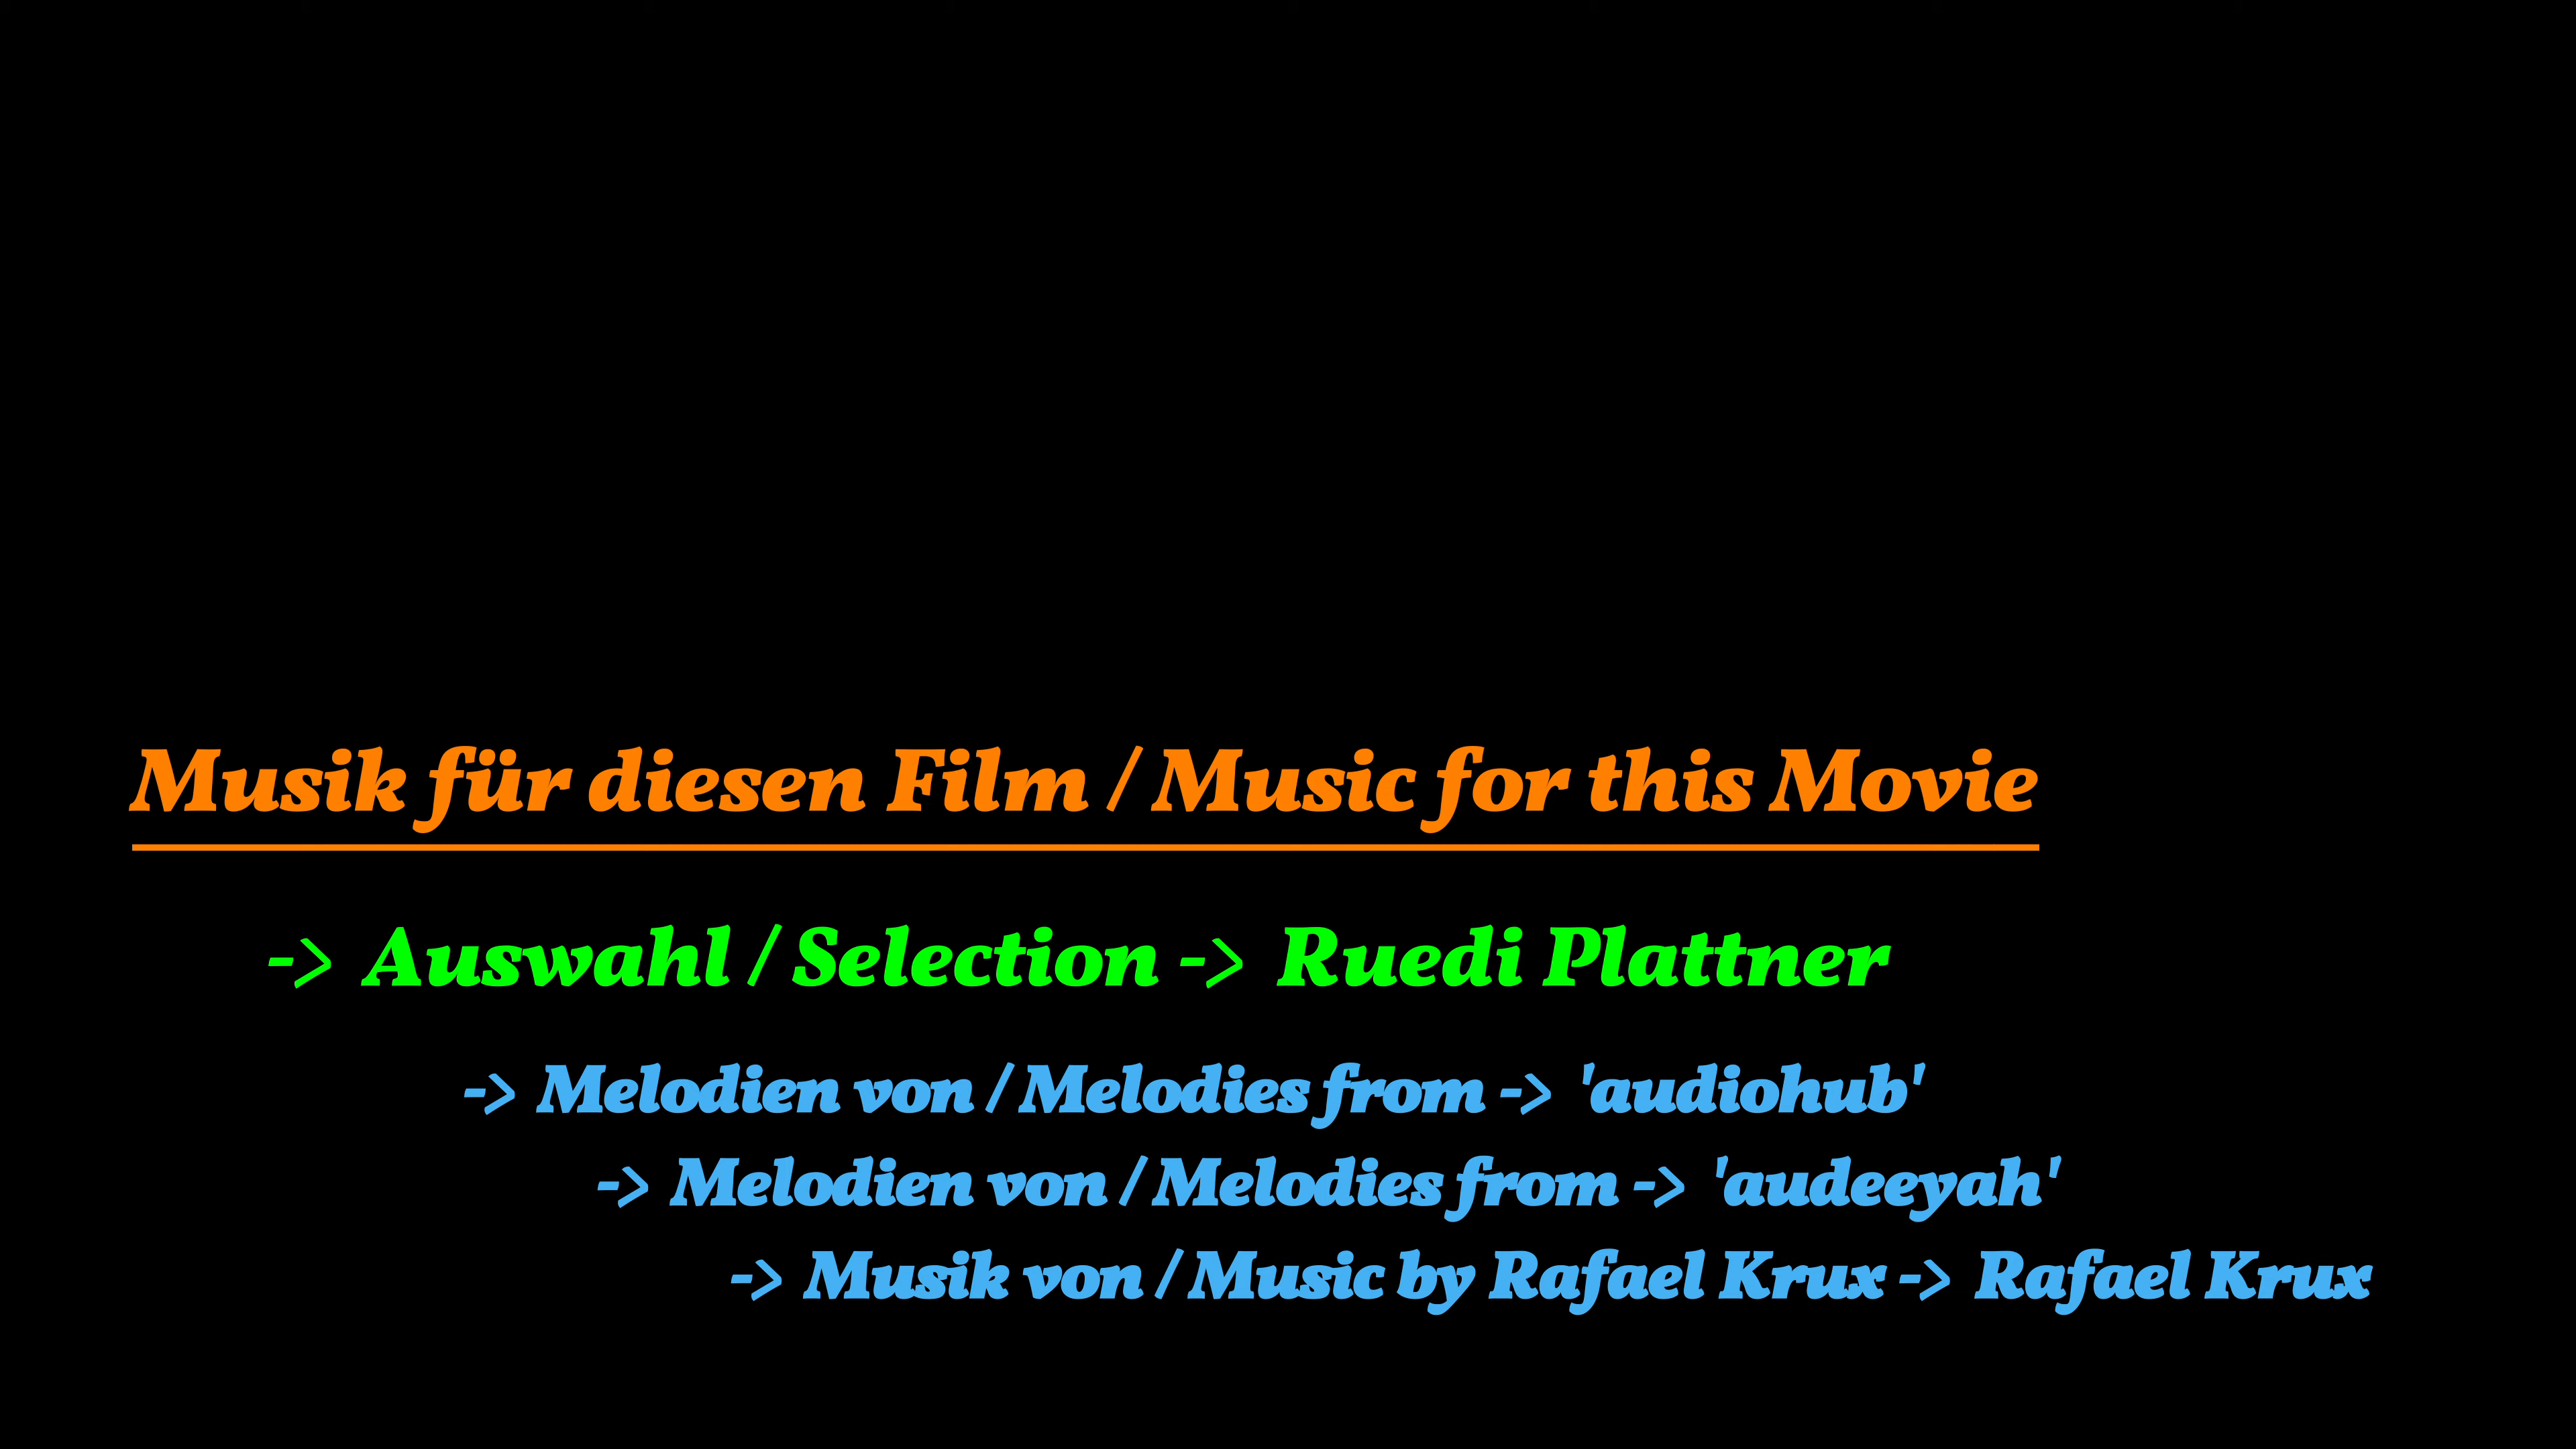 Musik für diesen Film / Music for this Movie
-> Auswahl / Selection -> Ruedi Plattner
-> Melodien von / Melodies from -> 'audiohub'
-> Melodien von / Melodies from -> 'audeeyah'
-> Musik von / Music by Rafael Krux -> Rafael Krux